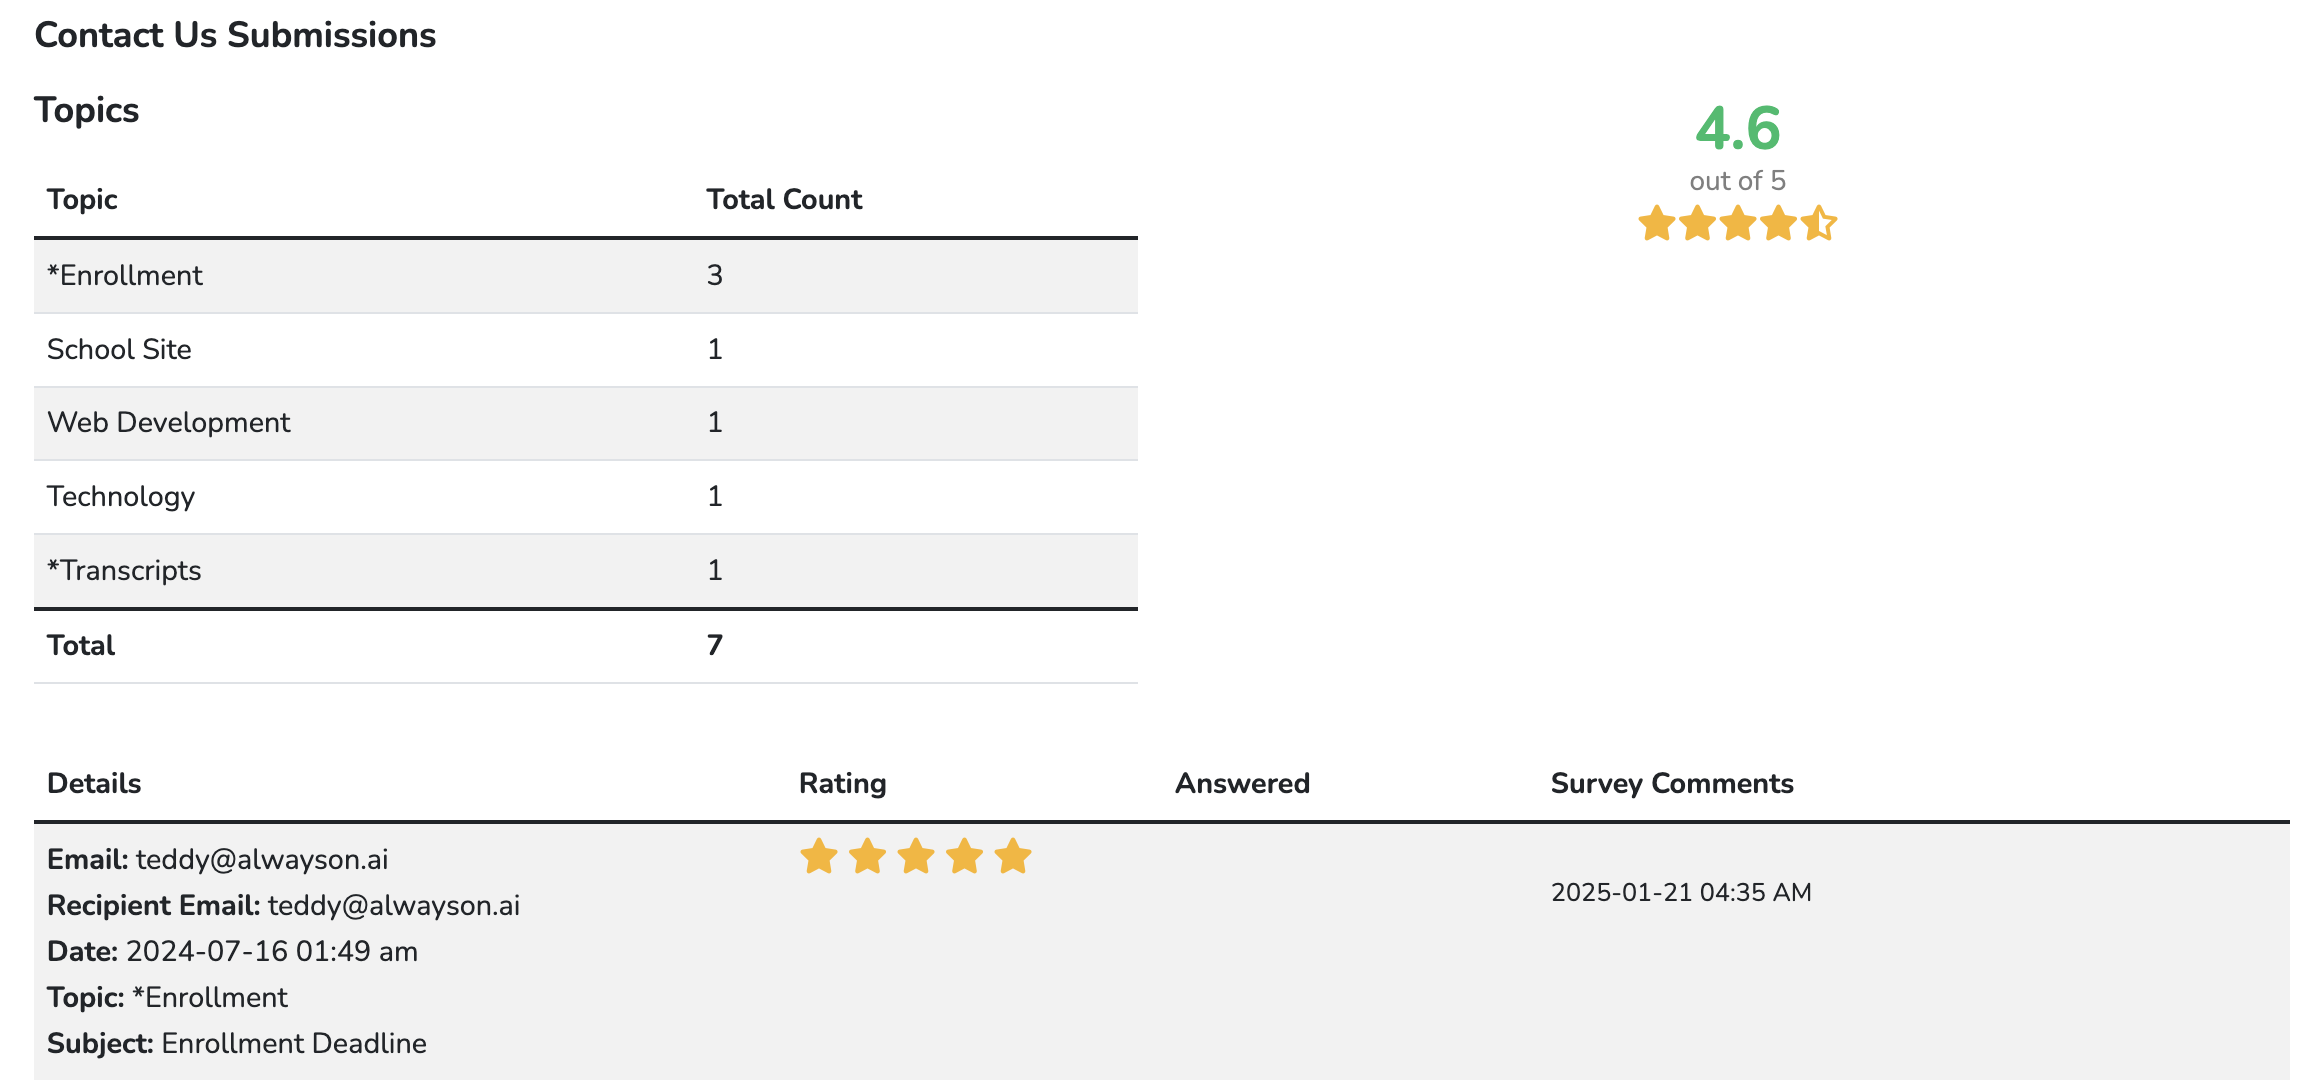 Contact Us Submissions
Topics
4.6
out of 5
Topic Total Count
*Enrollment 3
School Site 1
Web Development 1
Technology 1
*Transcripts 1
Total 7
Details Rating Answered Survey Comments
Email: teddy@alwayson.ai
Recipient Email: teddy@alwayson.ai
2025-01-21 04:35 AM
Date: 2024-07-16 01:49 am
Topic: *Enrollment
Subject: Enrollment Deadline